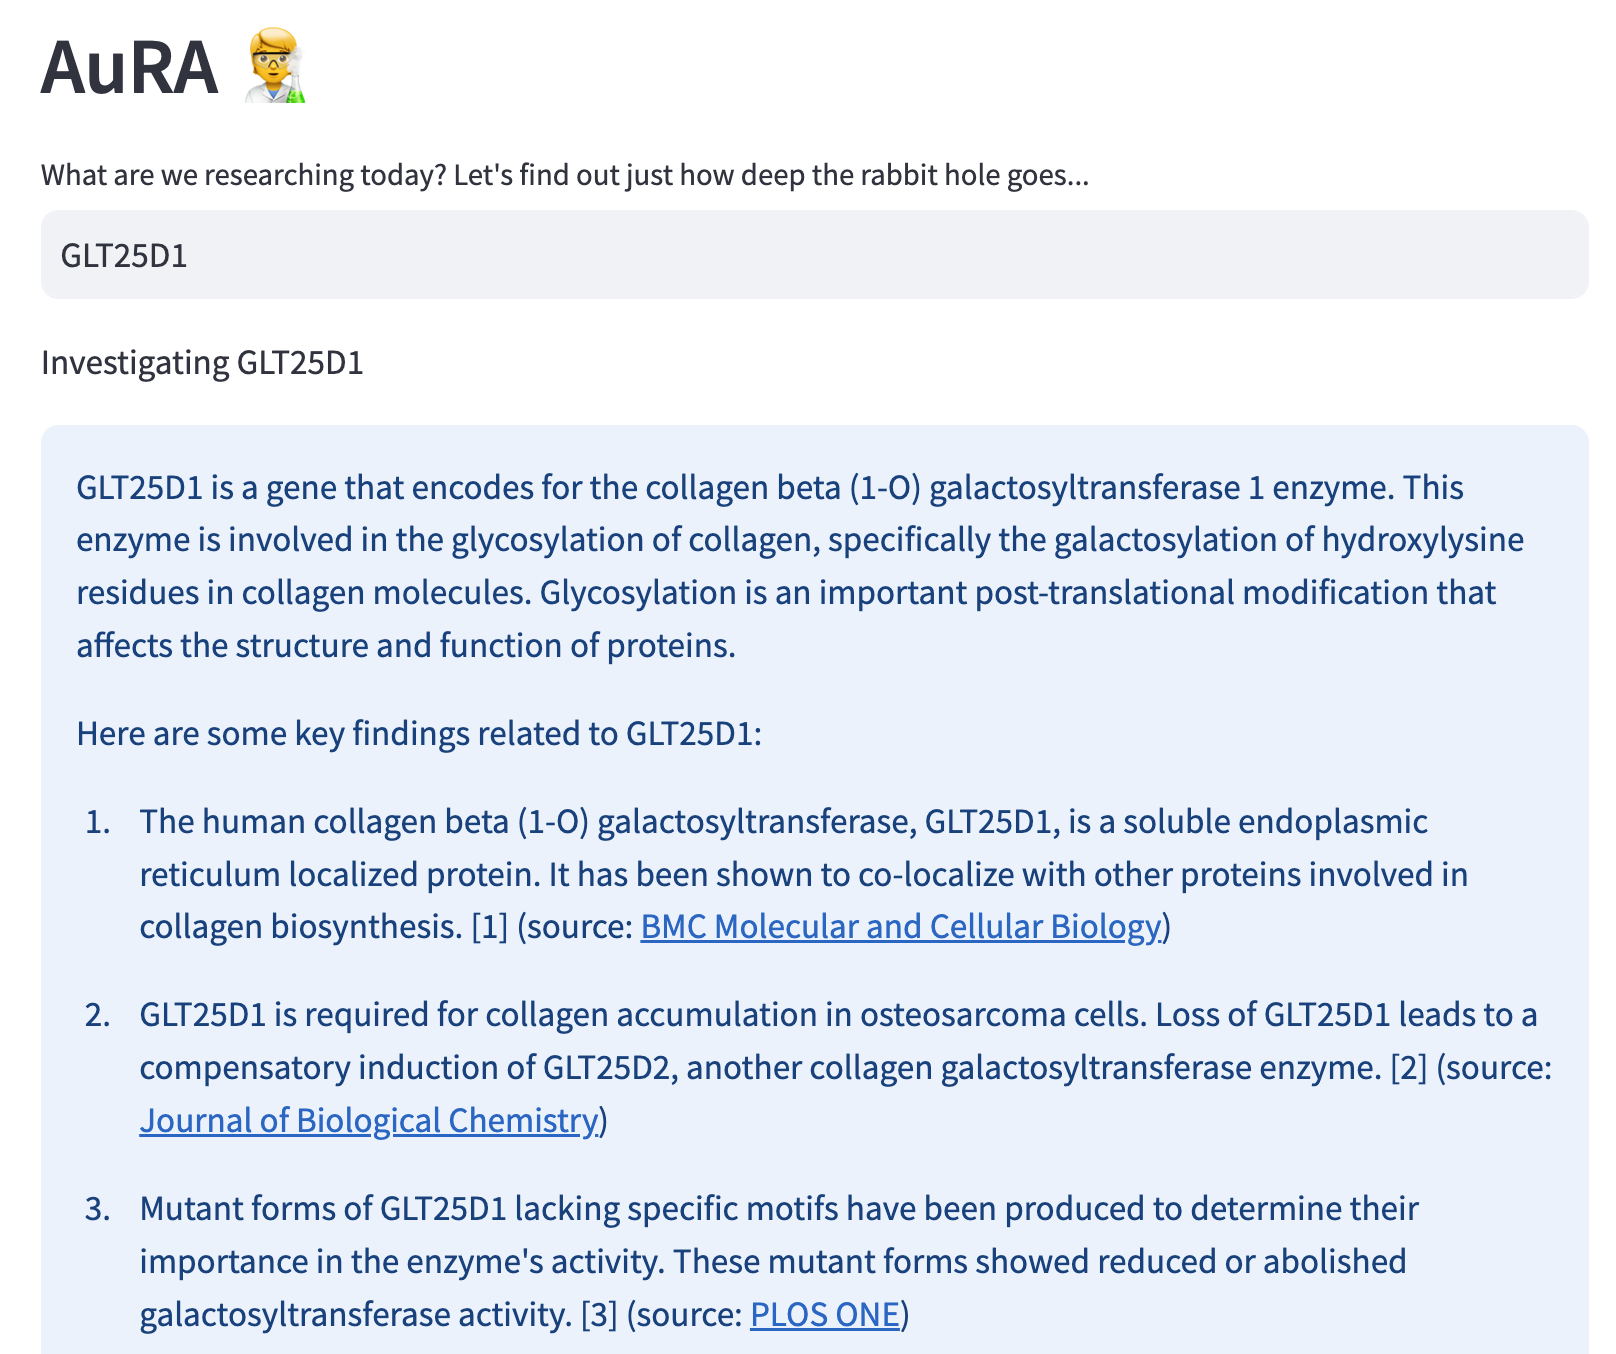 AuRA
What are we researching today? Let's find out just how deep the rabbit hole goes...
GLT25D1
Investigating GLT25D1
GLT25D1 is a gene that encodes for the collagen beta (1-O) galactosyltransferase 1 enzyme. This
enzyme is involved in the glycosylation of collagen, specifically the galactosylation of hydroxylysine
residues in collagen molecules. Glycosylation is an important post-translational modification that
affects the structure and function of proteins.
Here are some key findings related to GLT25D1:
1. The human collagen beta (1-O) galactosyltransferase, GLT25D1, is a soluble endoplasmic
reticulum localized protein. It has been shown to co-localize with other proteins involved in
collagen biosynthesis. [1] (source: BMC Molecular and Cellular Biology)
2. GLT25D1 is required for collagen accumulation in osteosarcoma cells. Loss of GLT25D1 leads to a
compensatory induction of GLT25D2, another collagen galactosyltransferase enzyme. [2] (source:
Journal of Biological Chemistry)
3. Mutant forms of GLT25D1 lacking specific motifs have been produced to determine their
importance in the enzyme's activity. These mutant forms showed reduced or abolished
galactosyltransferase activity. [3] (source: PLOS ONE)